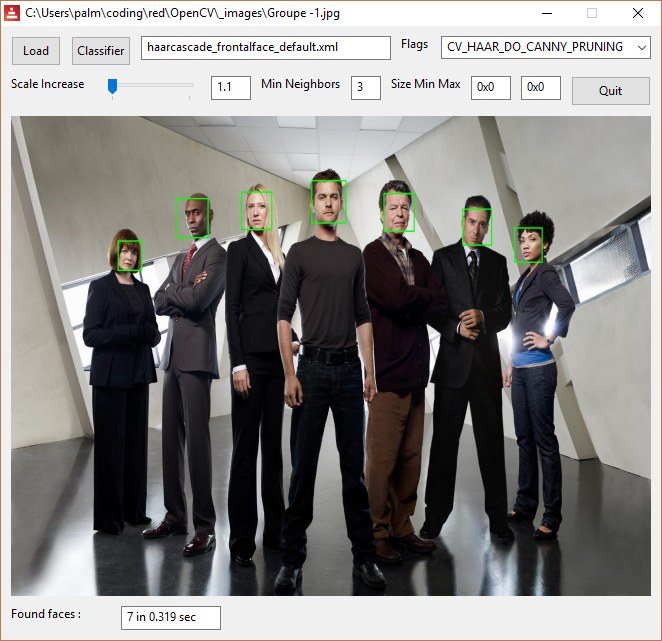 C:\Users\palm\coding\red\OpenCV\_images\Groupe -1.jpg
Load Classifier haarcascade_frontalface_default.xml Flags CV_HAAR_DO_CANNY_PRUNING
Scale Increase 1.1 Min Neighbors 3 Size Min Max 0x0 0x0 Quit
Found faces : 7 in 0.319 sec